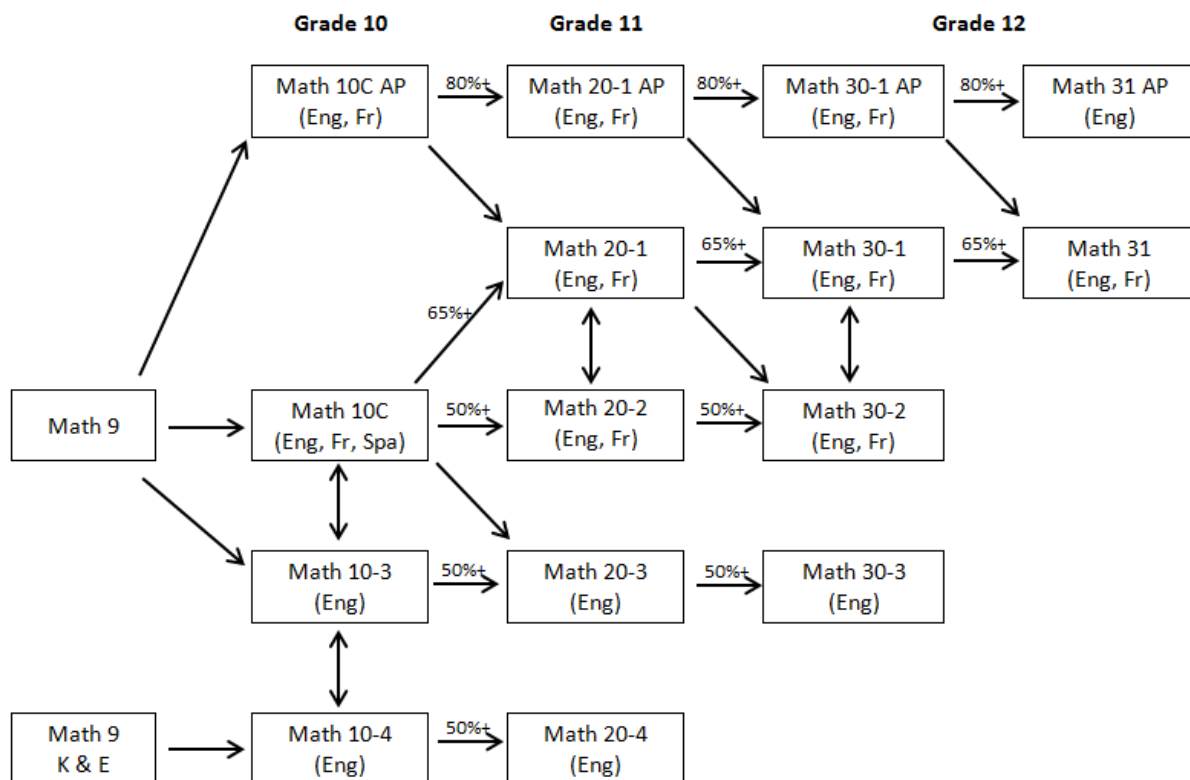 Grade 10
Grade 11
Grade 12
Math 10C AP
(Eng, Fr)
80%+
Math 20-1 AP
(Eng, Fr)
80%+
Math 30-1 AP
(Eng, Fr)
80%+
Math 31 AP
(Eng)
Math 20-1
(Eng, Fr)
65%+
Math 30-1
(Eng, Fr)
65%+
Math 31
(Eng, Fr)
65%+
Math 9
Math 10C
(Eng, Fr, Spa)
50%+
Math 20-2
(Eng, Fr)
50%+
Math 30-2
(Eng, Fr)
Math 10-3
(Eng)
50%+
Math 20-3
(Eng)
50%+
Math 30-3
(Eng)
Math 9
K & E
Math 10-4
(Eng)
50%+
Math 20-4
(Eng)